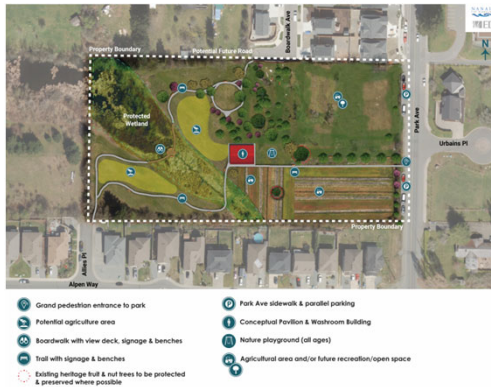 NANAI
N
Boardwalk Ave
Property Boundary
Potential Future Road
Protected
Wetland
Park Ave
Urbains Pl
Property Boundary
Allies Pl
Alpen Way
Grand pedestrian entrance to park
Potential agriculture area
Boardwalk with view deck, signage & benches
Trail with signage & benches
Existing heritage fruit & nut trees to be protected
& preserved where possible
Park Ave sidewalk & parallel parking
Conceptual Pavilion & Washroom Building
Nature playground (all ages)
Agricultural area and/or future recreation/open space